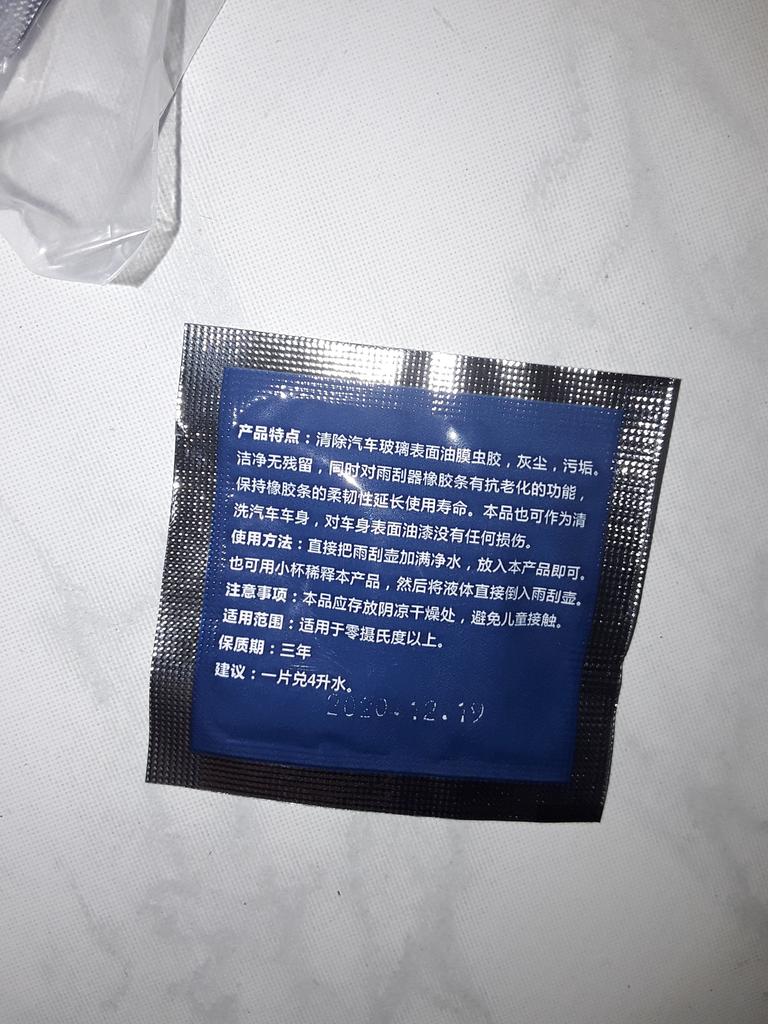 产品特点：清除汽车玻璃表面油膜虫胶，灰尘，污垢。
洁净无残留，同时对雨刮器橡胶条有抗老化的功能，
保持橡胶条的柔韧性延长使用寿命。本品也可作为清
洗汽车车身，对车身表面油漆没有任何损伤。
使用方法：直接把雨刮壶加满净水，放入本产品即可。
也可用小杯稀释本产品，然后将液体直接倒入雨刮壶。
注意事项：本品应存放阴凉干燥处，避免儿童接触。
适用范围：适用于零摄氏度以上。
保质期：三年
建议：一片兑4升水。
2020.12.19